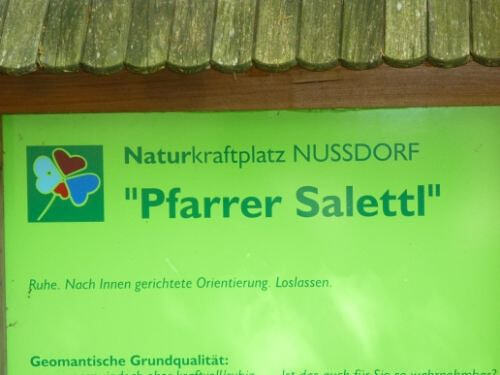 Naturkraftplatz NUSSDORF
"Pfarrer Salettl"
Ruhe. Nach Innen gerichtete Orientierung. Loslassen.
Geomantische Grundqualität: